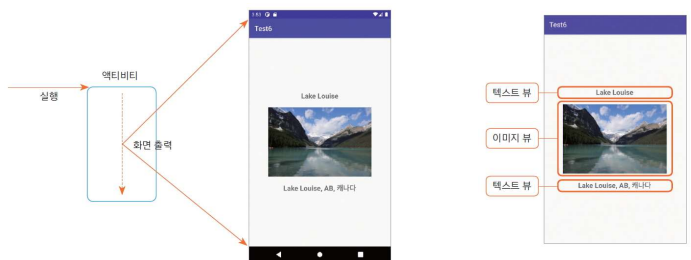 액티비티
실행
화면 출력
Test6
Lake Louise
Lake Louise, AB, 캐나다
Test6
텍스트 뷰
Lake Louise
이미지 뷰
텍스트 뷰
Lake Louise, AB, 캐나다